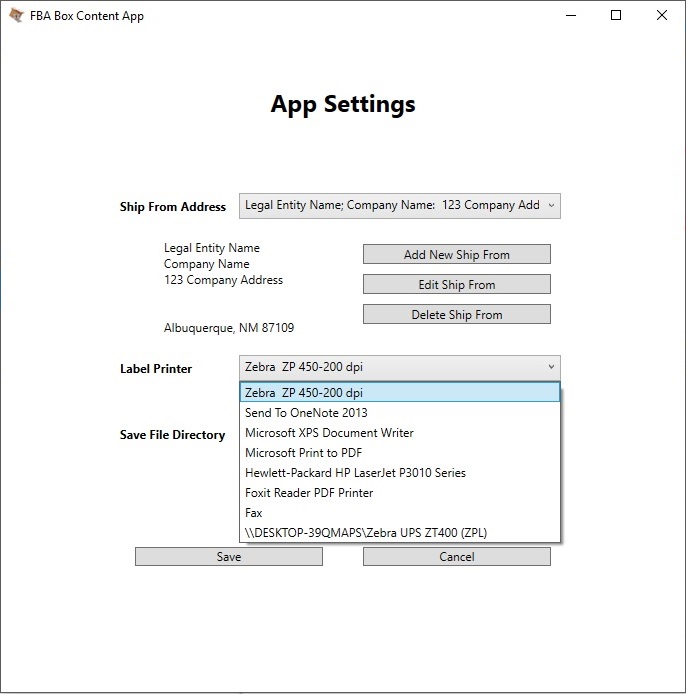 FBA Box Content App
App Settings
Ship From Address
Legal Entity Name; Company Name:  123 Company Add
Legal Entity Name
Company Name
123 Company Address
Albuquerque, NM 87109
Add New Ship From
Edit Ship From
Delete Ship From
Label Printer
Zebra  ZP 450-200 dpi
Zebra  ZP 450-200 dpi
Send To OneNote 2013
Microsoft XPS Document Writer
Microsoft Print to PDF
Hewlett-Packard HP LaserJet P3010 Series
Foxit Reader PDF Printer
Fax
\\DESKTOP-39QMAPS\Zebra UPS ZT400 (ZPL)
Save File Directory
Save
Cancel